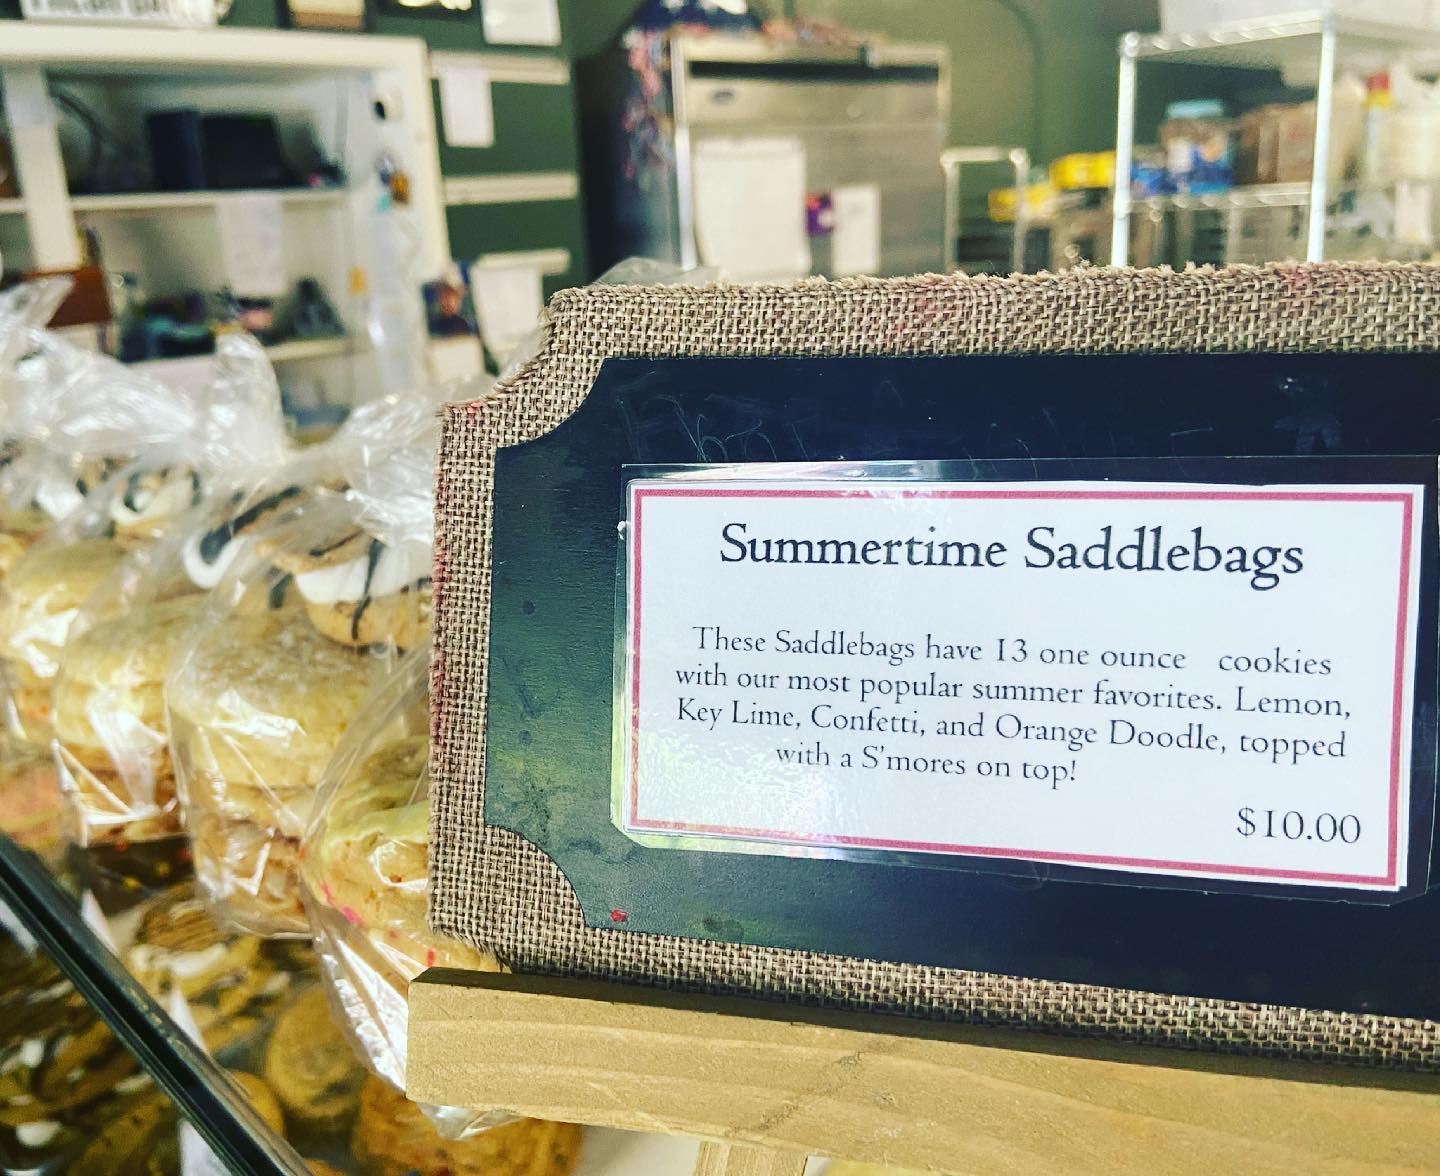 Summertime Saddlebags
These Saddlebags have 13 one ounce cookies
with our most popular summer favorites. Lemon,
Key Lime, Confetti, and Orange Doodle, topped
with a S'mores on top!
$10.00